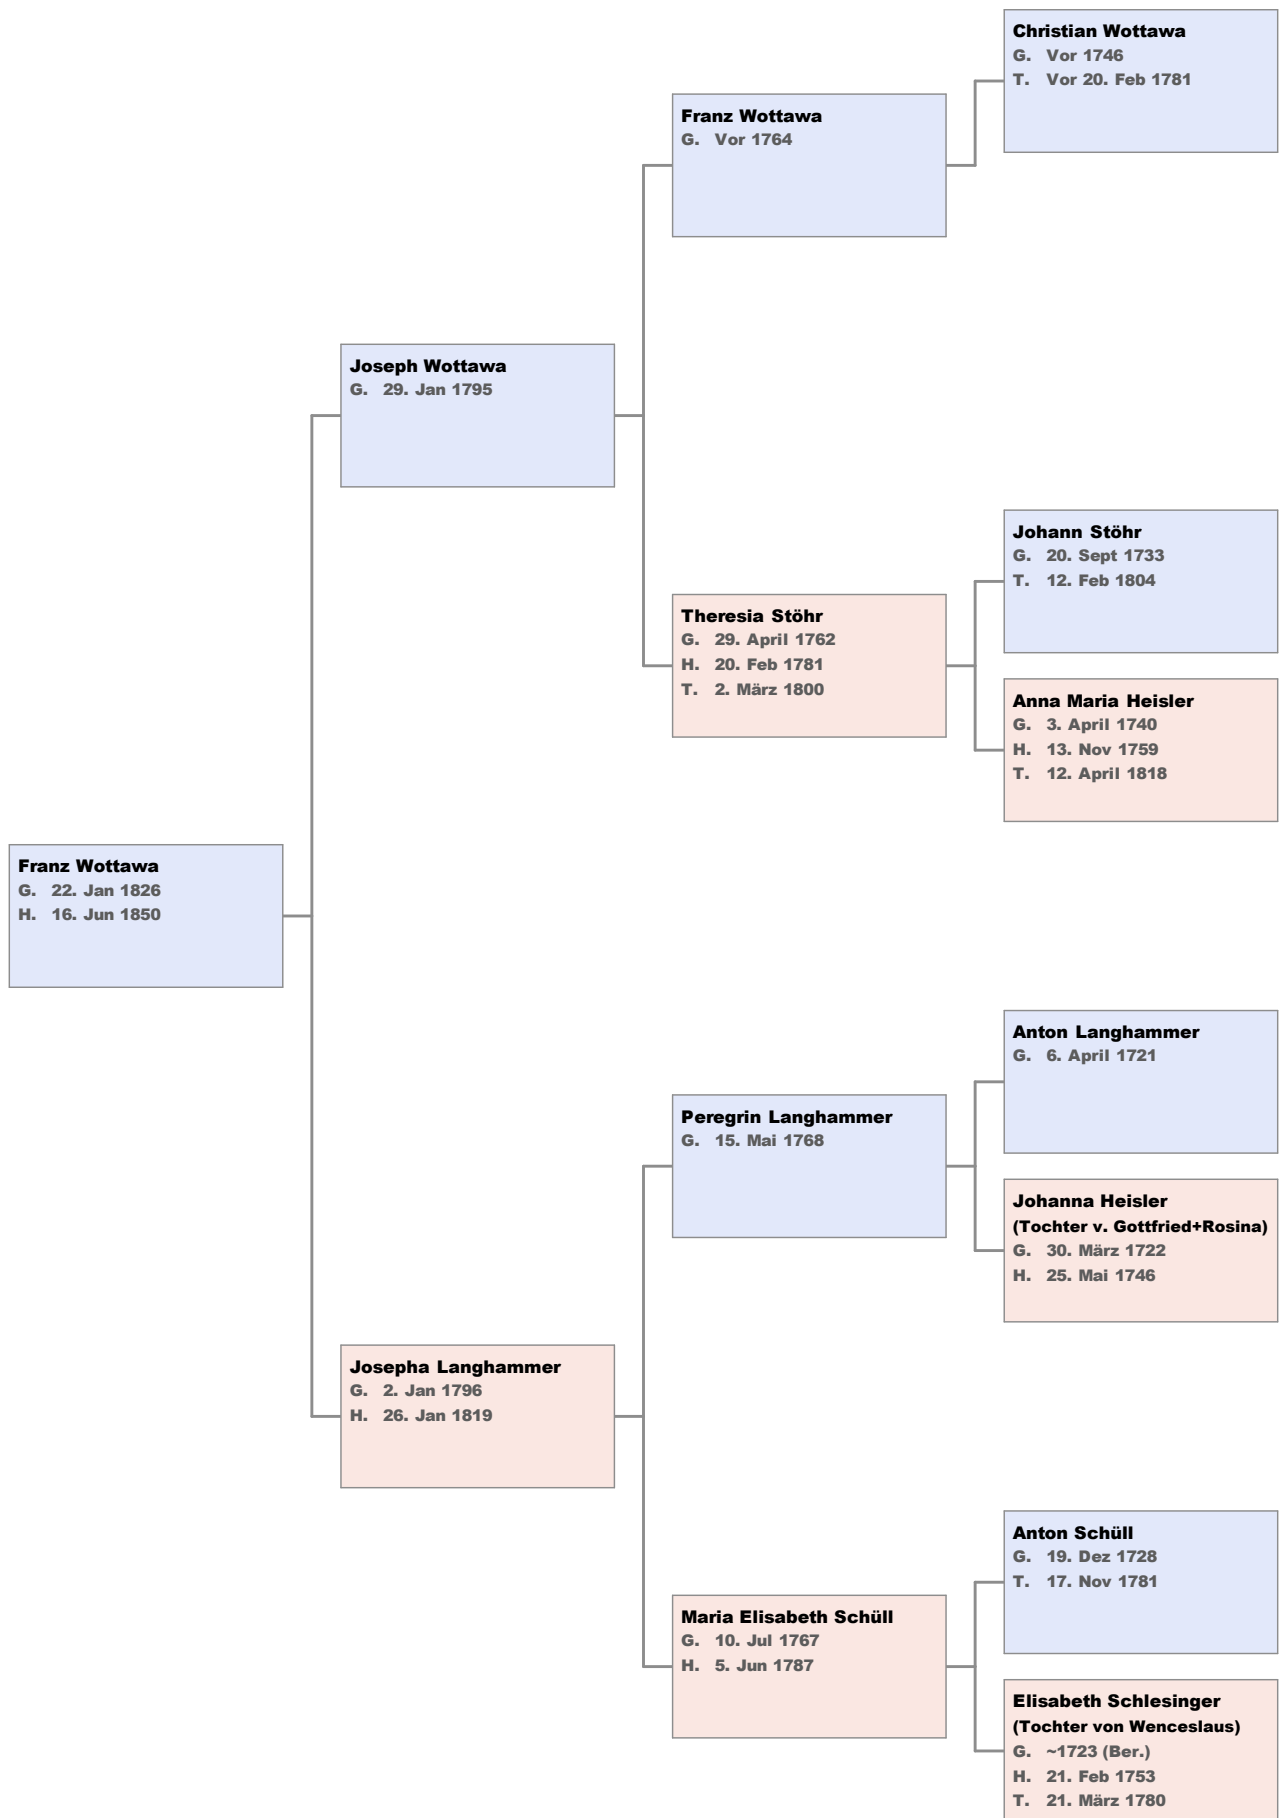 Christian Wottawa
G. Vor 1746
T. Vor 20. Feb 1781
Franz Wottawa
G. Vor 1764
Joseph Wottawa
G. 29. Jan 1795
Johann Stöhr
G. 20. Sept 1733
T. 12. Feb 1804
Theresia Stöhr
G. 29. April 1762
H. 20. Feb 1781
T. 2. März 1800
Anna Maria Heisler
G. 3. April 1740
H. 13. Nov 1759
T. 12. April 1818
Franz Wottawa
G. 22. Jan 1826
H. 16. Jun 1850
Anton Langhammer
G. 6. April 1721
Peregrin Langhammer
G. 15. Mai 1768
Johanna Heisler
(Tochter v. Gottfried+Rosina)
G. 30. März 1722
H. 25. Mai 1746
Josepha Langhammer
G. 2. Jan 1796
H. 26. Jan 1819
Anton Schüll
G. 19. Dez 1728
T. 17. Nov 1781
Maria Elisabeth Schüll
G. 10. Jul 1767
H. 5. Jun 1787
Elisabeth Schlesinger
(Tochter von Wenceslaus)
G. ~1723 (Ber.)
H. 21. Feb 1753
T. 21. März 1780